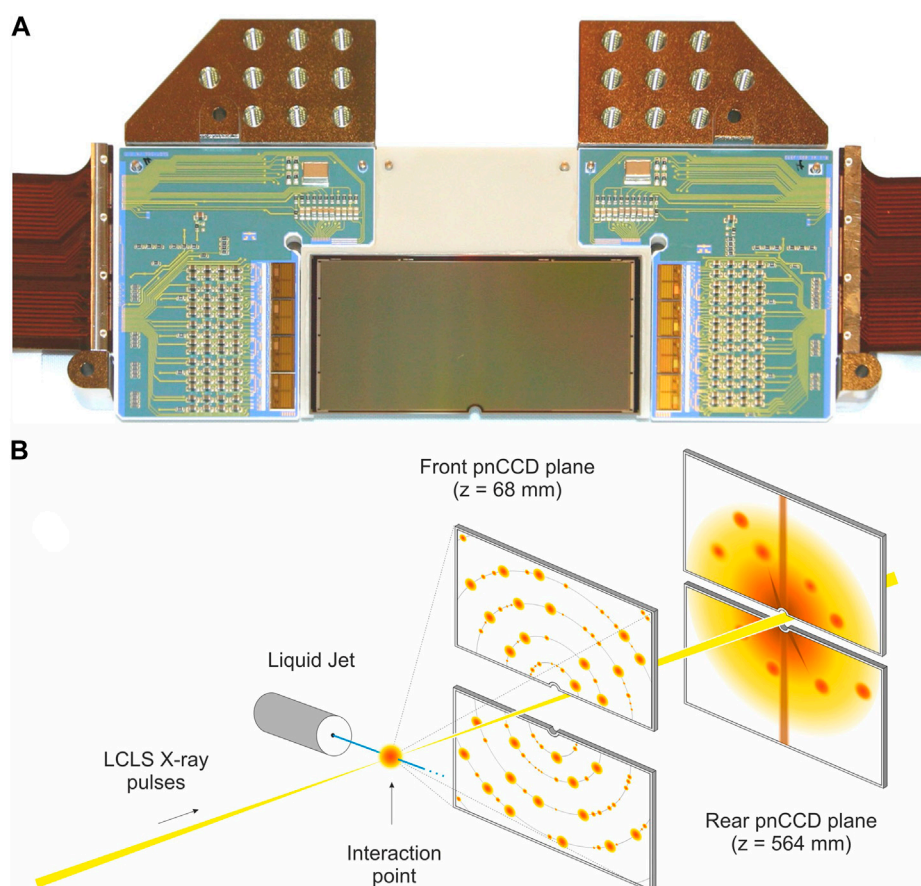 A
B
Front pnCCD plane
(z = 68 mm)
Liquid Jet
LCLS X-ray
pulses
Interaction
point
Rear pnCCD plane
(z = 564 mm)